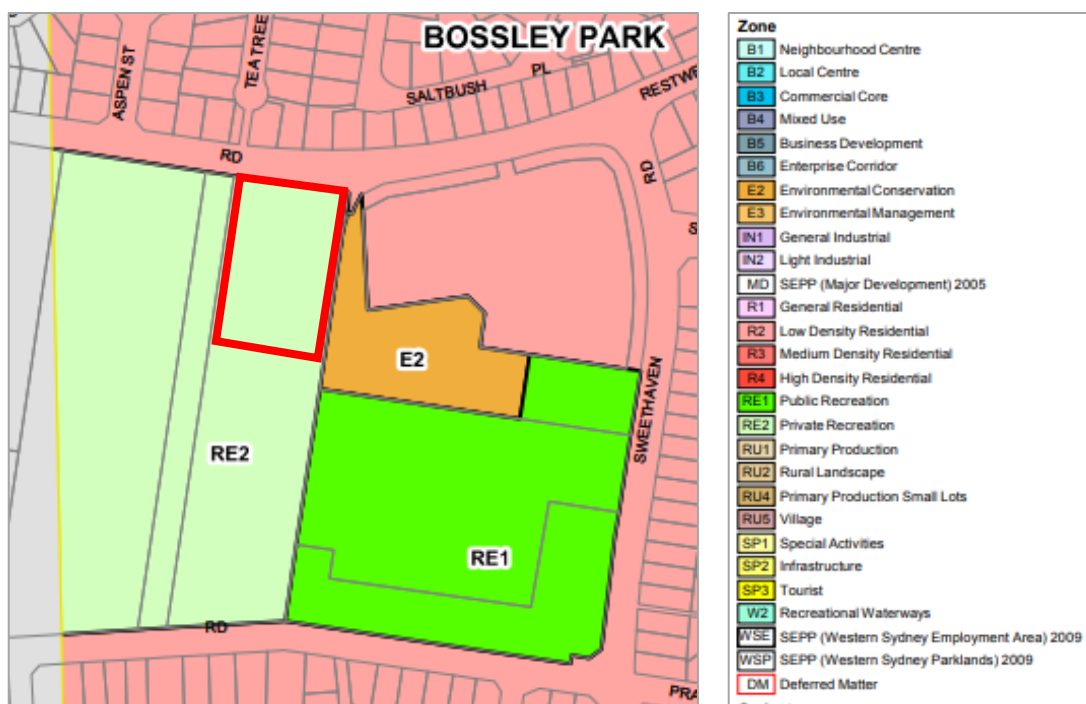 BOSSLEY PARK
ASPEN ST
TEA TREE
SALTBUSH PL
RESTWE
RD
RD
S
E2
SWEETHAVEN
RE2
RE1
RD
PRA
Zone
B1 Neighbourhood Centre
B2 Local Centre
B3 Commercial Core
B4 Mixed Use
B5 Business Development
B6 Enterprise Corridor
E2 Environmental Conservation
E3 Environmental Management
IN1 General Industrial
IN2 Light Industrial
MD SEPP (Major Development) 2005
R1 General Residential
R2 Low Density Residential
R3 Medium Density Residential
R4 High Density Residential
RE1 Public Recreation
RE2 Private Recreation
RU1 Primary Production
RU2 Rural Landscape
RU4 Primary Production Small Lots
RU5 Village
SP1 Special Activities
SP2 Infrastructure
SP3 Tourist
W2 Recreational Waterways
WSE SEPP (Western Sydney Employment Area) 2009
WSP SEPP (Western Sydney Parklands) 2009
DM Deferred Matter